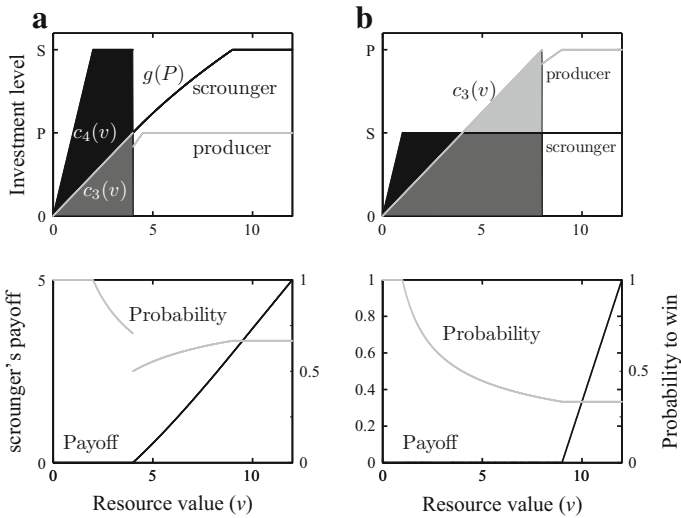 a
b
S
P
0
0
5
10
Investment level
g(P)
scrounger
producer
c₄(v)
c₃(v)
P
S
0
0
5
10
c₃(v)
producer
scrounger
5
0
1
0.5
0
0
5
10
scrounger's payoff
Probability
Payoff
Resource value (v)
1
0.8
0.6
0.4
0.2
0
1
0.5
0
0
5
10
Probability
Payoff
Probability to win
Resource value (v)